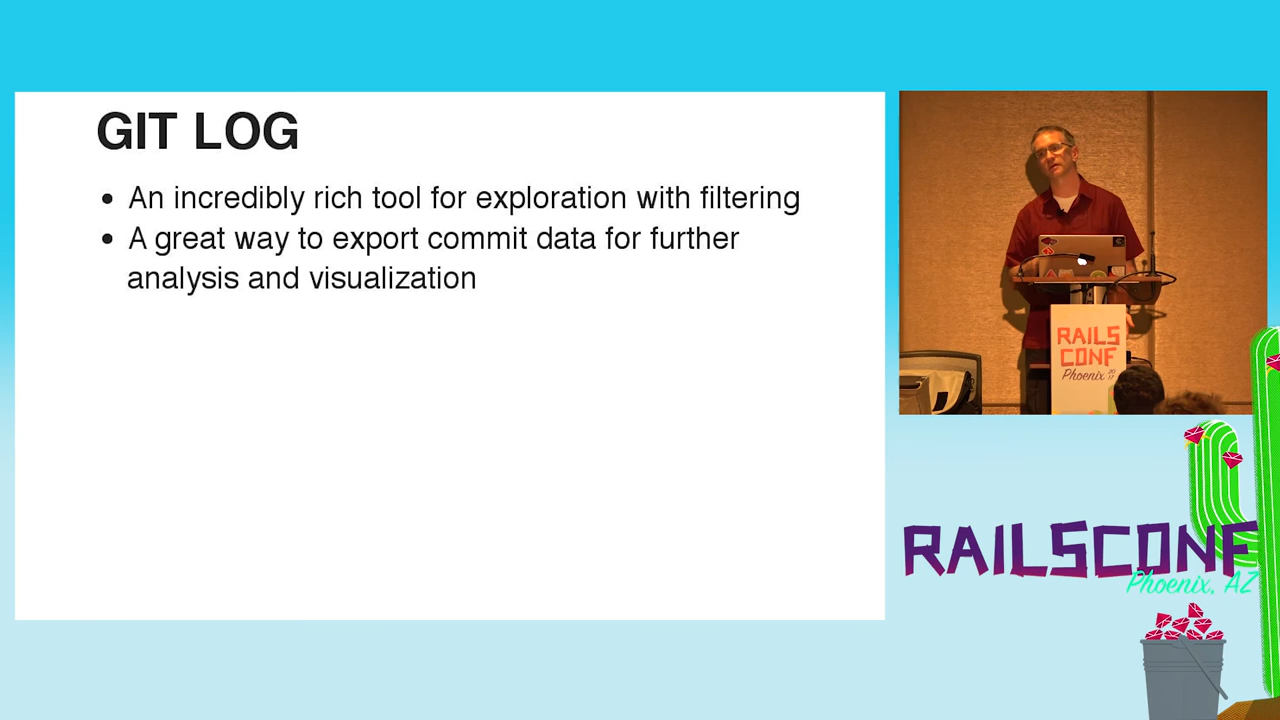 GIT LOG
• An incredibly rich tool for exploration with filtering
• A great way to export commit data for further
analysis and visualization
RAILS
CONF
Phoenix 2017
RAILSCONF
Phoenix, AZ